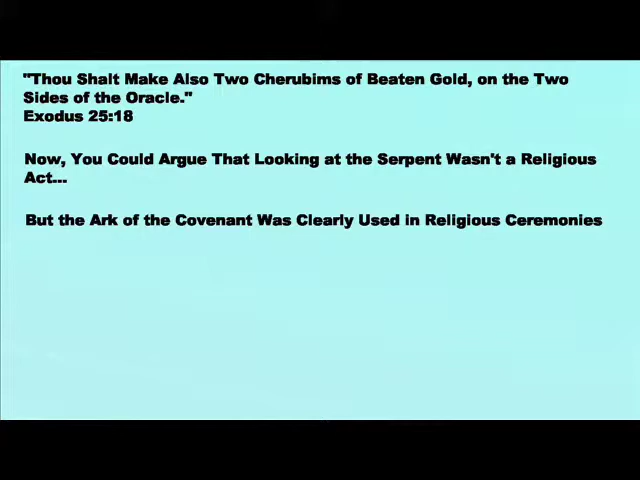 "Thou Shalt Make Also Two Cherubims of Beaten Gold, on the Two
Sides of the Oracle."
Exodus 25:18
Now, You Could Argue That Looking at the Serpent Wasn't a Religious
Act...
But the Ark of the Covenant Was Clearly Used in Religious Ceremonies